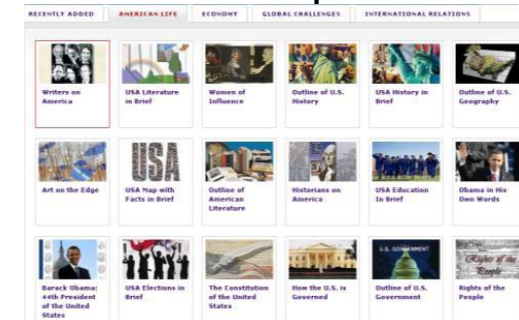 RECENTLY ADDED
AMERICAN LIFE
ECONOMY
GLOBAL CHALLENGES
INTERNATIONAL RELATIONS
Writers on
America
USA Literature
in Brief
Women of
Influence
Outline of U.S.
History
USA History in
Brief
Outline of U.S.
Geography
USA
Art on the Edge
USA Map with
Facts in Brief
Outline of
American
Literature
Historians on
America
USA Education
In Brief
Obama in His
Own Words
U.S. GOVERNMENT
Rights of the
People
Barack Obama:
44th President
of the United
States
USA Elections in
Brief
The Constitution
of the United
States
How the U.S. is
Governed
Outline of U.S.
Government
Rights of the
People